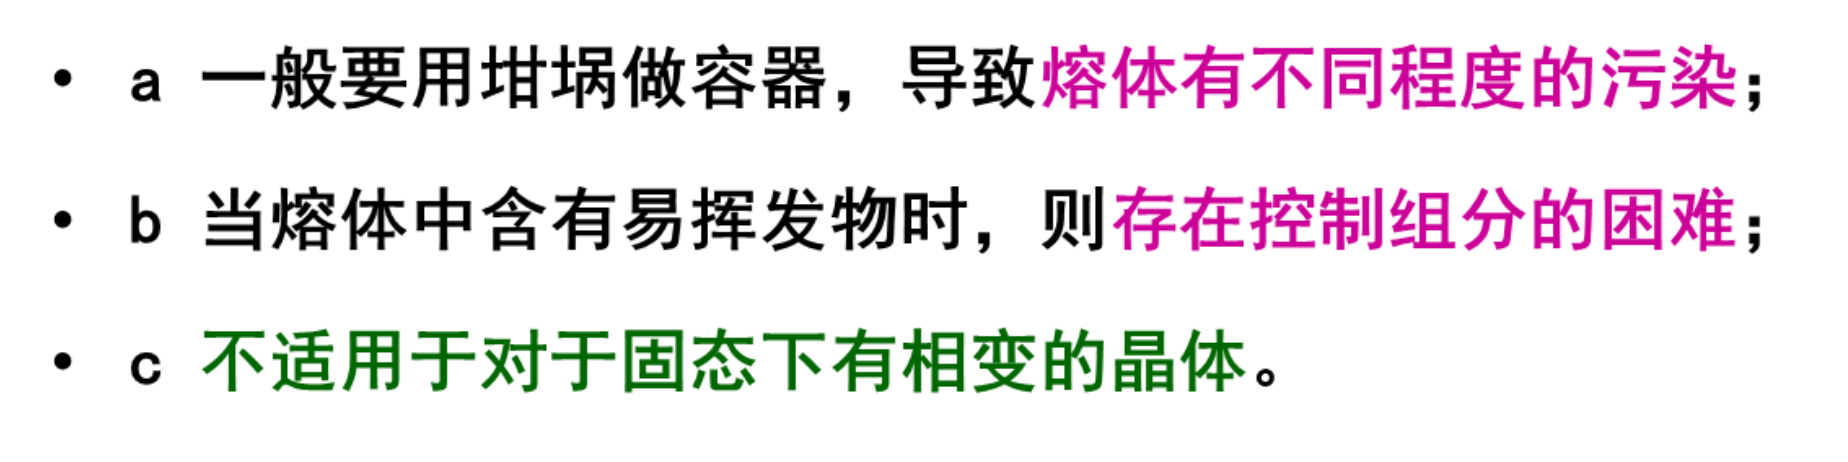 • a 一般要用坩埚做容器，导致熔体有不同程度的污染；
• b 当熔体中含有易挥发物时，则存在控制组分的困难；
• c 不适用于对于固态下有相变的晶体。